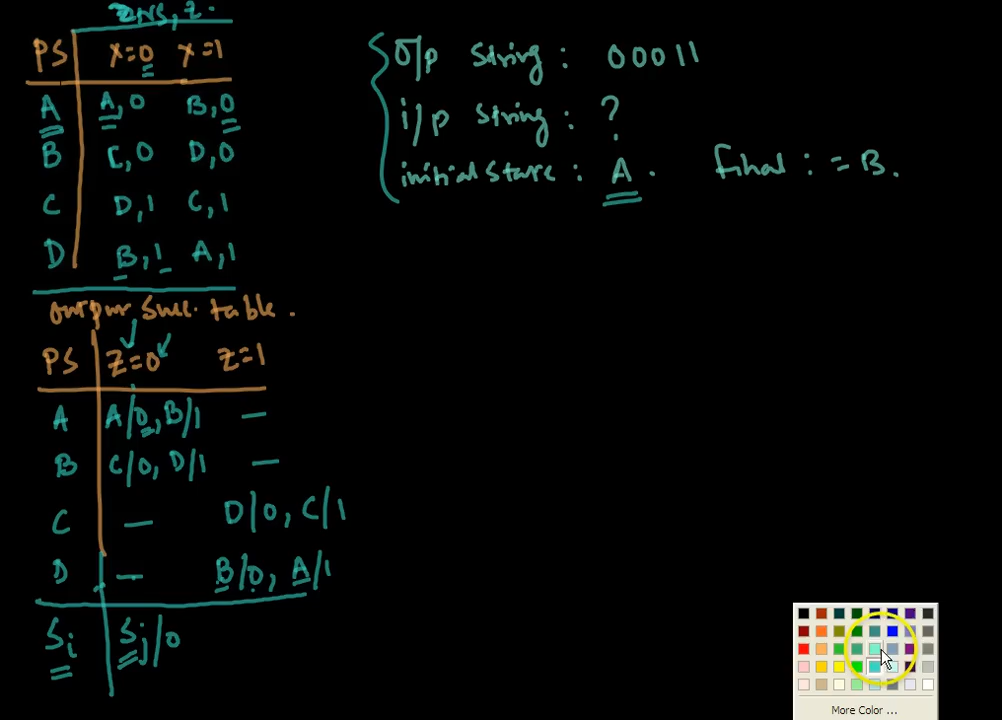 NS, Z.
PS X=0 X=1
A A,0 B,0
B C,0 D,0
C D,1 C,1
D B,1 A,1
output succ. table.
PS Z=0 Z=1
A A/0, B/1 —
B C/0, D/1 —
C — D/0, C/1
D — B/0, A/1
Si Sj/0
O/p string : 00011
i/p string : ?
initial state : A. final : = B.
More Color ...